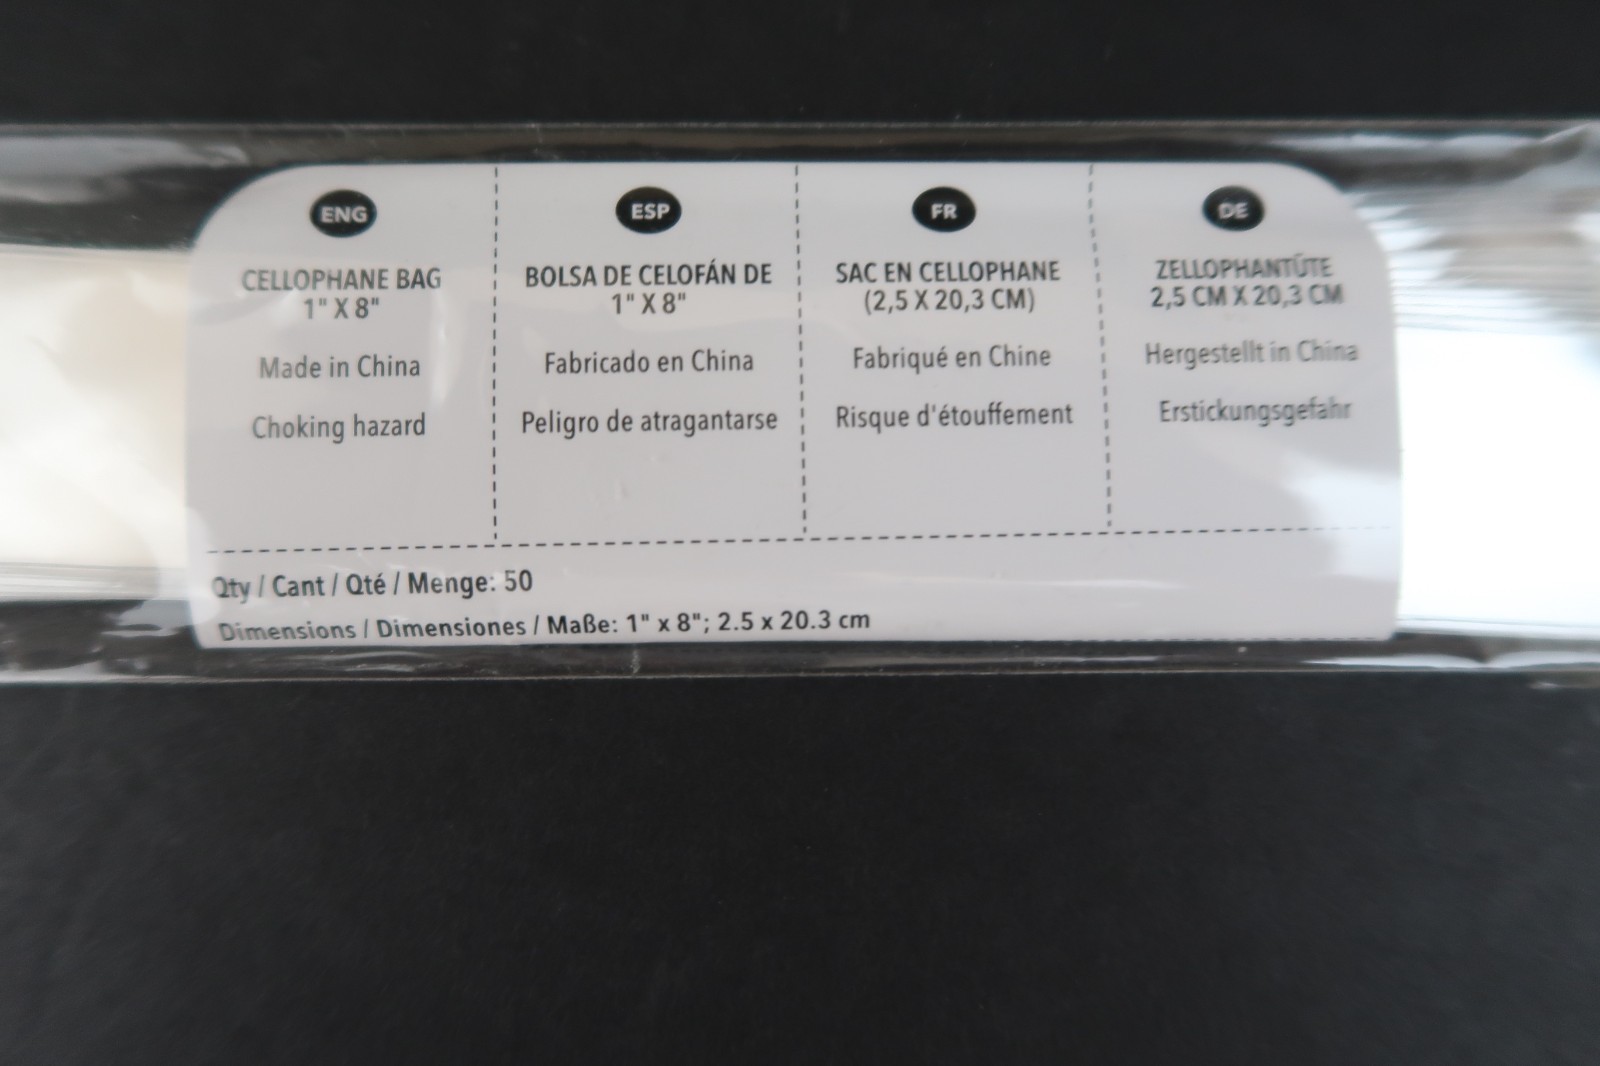 ENG
CELLOPHANE BAG
1" X 8"
Made in China
Choking hazard
ESP
BOLSA DE CELOFÁN DE
1" X 8"
Fabricado en China
Peligro de atragantarse
FR
SAC EN CELLOPHANE
(2,5 X 20,3 CM)
Fabriqué en Chine
Risque d'étouffement
DE
ZELLOPHANTÜTE
2,5 CM X 20,3 CM
Hergestellt in China
Erstickungsgefahr
Qty / Cant / Qté / Menge: 50
Dimensions / Dimensiones / Maße: 1" x 8"; 2.5 x 20.3 cm